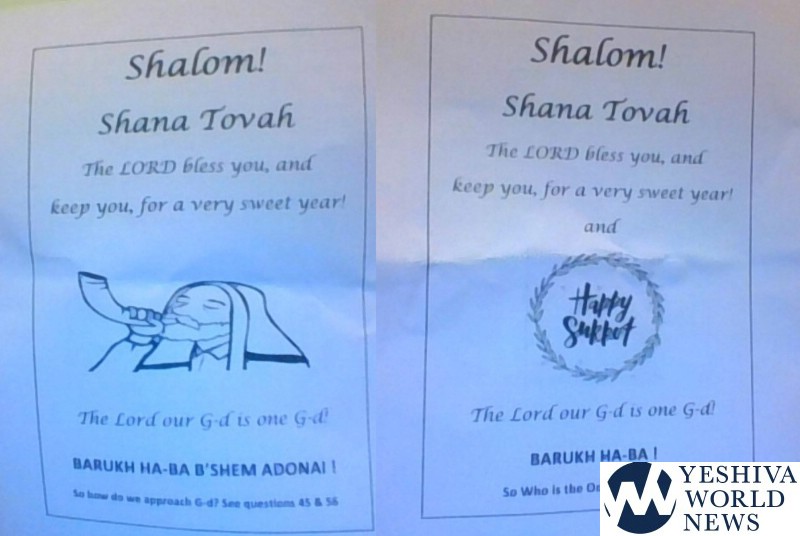 Shalom!
Shana Tovah
The LORD bless you, and
keep you, for a very sweet year!
The Lord our G-d is one G-d!
BARUKH HA-BA B'SHEM ADONAI !
So how do we approach G-d? See questions 45 & 56
Shalom!
Shana Tovah
The LORD bless you, and
keep you, for a very sweet year!
and
Happy
Sukkot
The Lord our G-d is one G-d!
BARUKH HA-BA !
So Who is the
YESHIVA
WORLD
NEWS